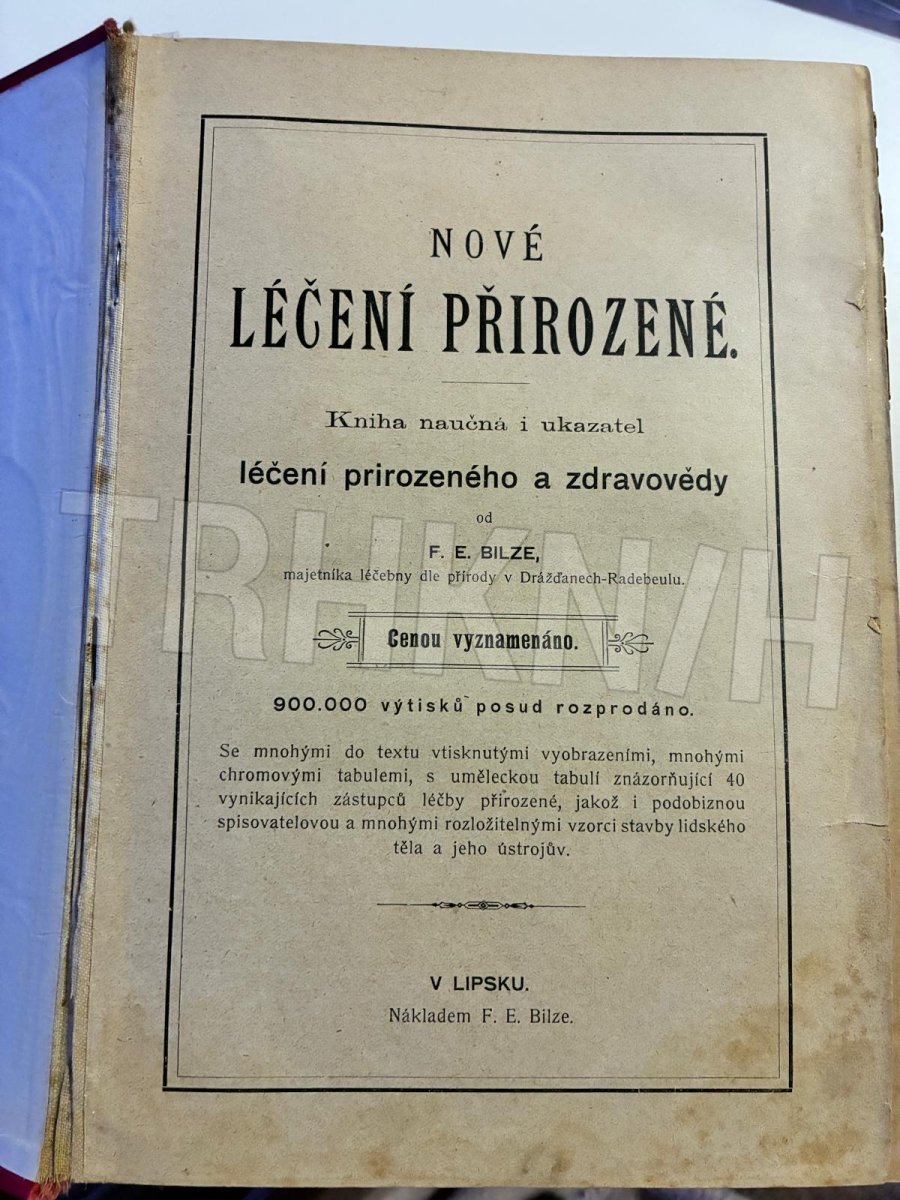 NOVÉ
LÉČENÍ PŘIROZENÉ.
Kniha naučná i ukazatel
léčení prirozeného a zdravovědy
od
F. E. BILZE,
majetníka léčebny dle přírody v Drážďanech-Radebeulu.
Cenou vyznamenáno.
900.000 výtisků posud rozprodáno.
Se mnohými do textu vtisknutými vyobrazeními, mnohými
chromovými tabulemi, s uměleckou tabulí znázorňující 40
vynikajících zástupců léčby přirozené, jakož i podobiznou
spisovatelovou a mnohými rozložitelnými vzorci stavby lidského
těla a jeho ústrojův.
V LIPSKU.
Nákladem F. E. Bilze.
TRHKNIH